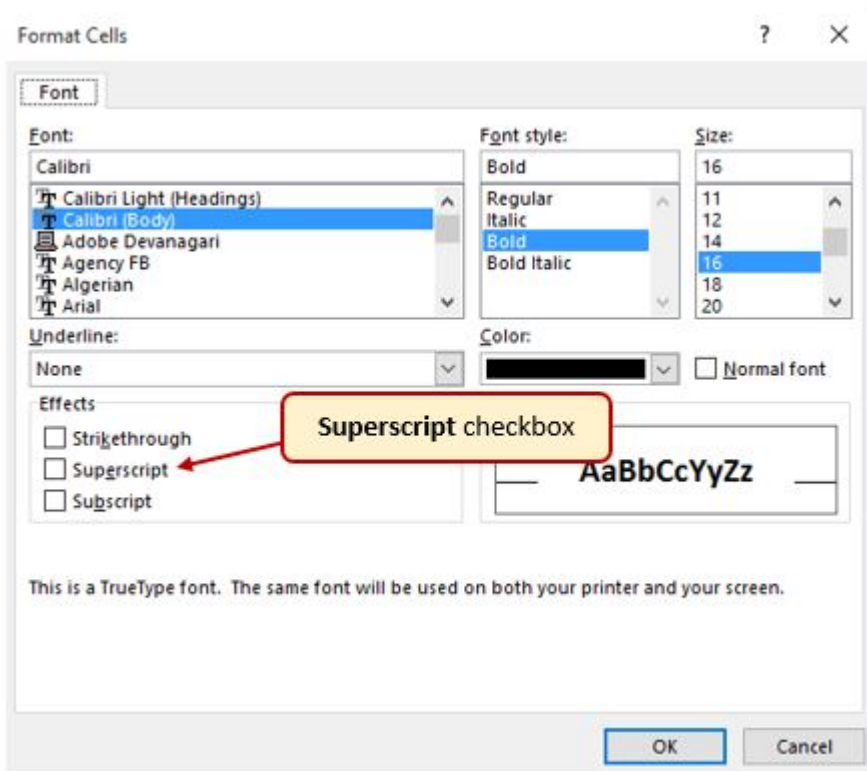 Format Cells
?
Font
Font:
Font style:
Size:
Calibri
Bold
16
Calibri Light (Headings)
Calibri (Body)
Adobe Devanagari
Agency FB
Algerian
Arial
Regular
Italic
Bold
Bold Italic
11
12
14
16
18
20
Underline:
Color:
None
Normal font
Effects
Strikethrough
Superscript
Subscript
Superscript checkbox
AaBbCcYyZz
This is a TrueType font. The same font will be used on both your printer and your screen.
OK
Cancel